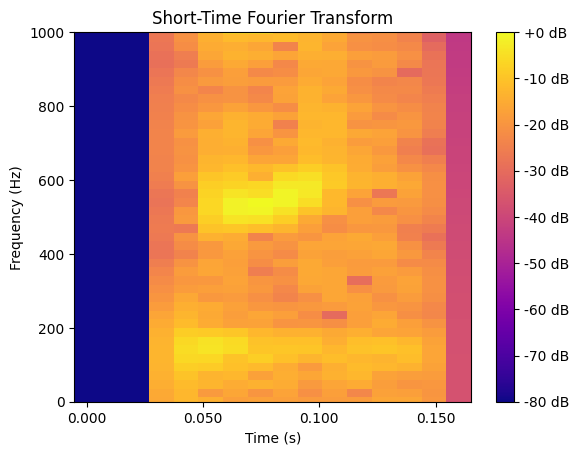 Short-Time Fourier Transform
1000
800
600
400
200
0
Frequency (Hz)
0.000
0.050
0.100
0.150
Time (s)
+0 dB
-10 dB
-20 dB
-30 dB
-40 dB
-50 dB
-60 dB
-70 dB
-80 dB